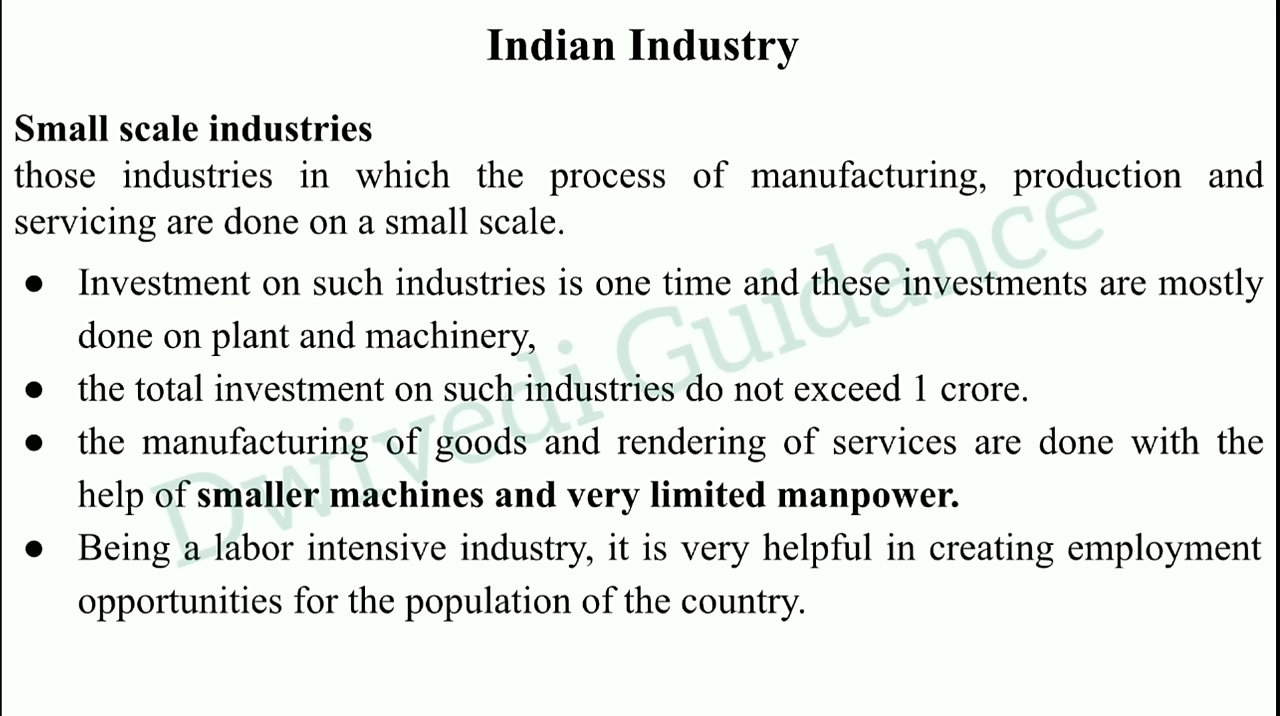 Indian Industry
Small scale industries
those industries in which the process of manufacturing, production and
servicing are done on a small scale.
● Investment on such industries is one time and these investments are mostly
done on plant and machinery,
● the total investment on such industries do not exceed 1 crore.
● the manufacturing of goods and rendering of services are done with the
help of smaller machines and very limited manpower.
● Being a labor intensive industry, it is very helpful in creating employment
opportunities for the population of the country.
Dwivedi Guidance